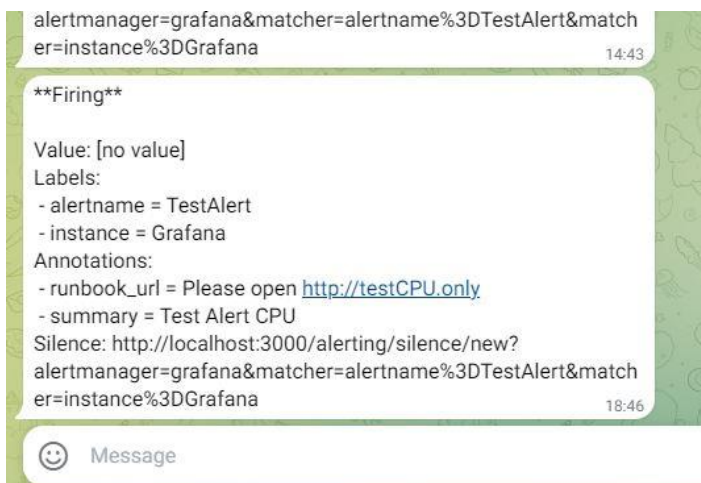 alertmanager=grafana&matcher=alertname%3DTestAlert&match
er=instance%3DGrafana
14:43
**Firing**
Value: [no value]
Labels:
- alertname = TestAlert
- instance = Grafana
Annotations:
- runbook_url = Please open http://testCPU.only
- summary = Test Alert CPU
Silence: http://localhost:3000/alerting/silence/new?
alertmanager=grafana&matcher=alertname%3DTestAlert&match
er=instance%3DGrafana
18:46
Message